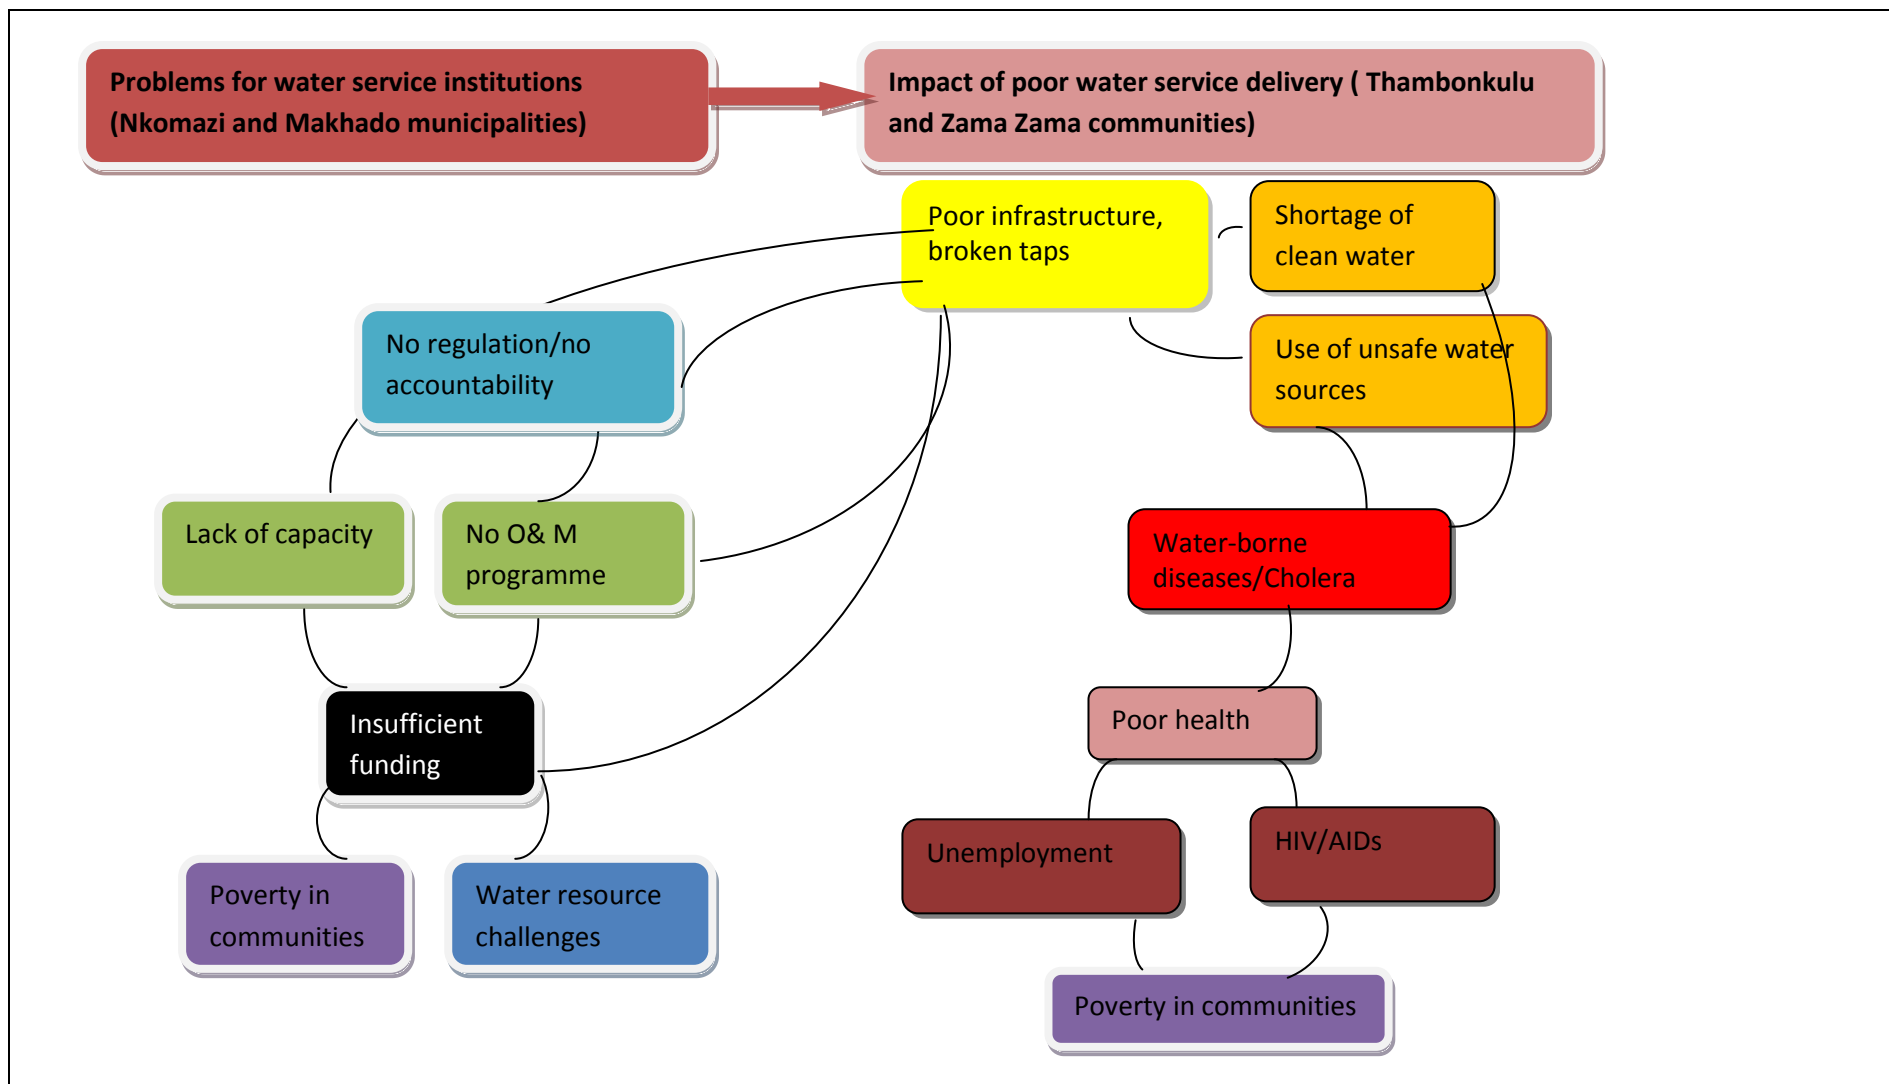 Problems for water service institutions
(Nkomazi and Makhado municipalities)
Impact of poor water service delivery ( Thambonkulu
and Zama Zama communities)
Poor infrastructure,
broken taps
Shortage of
clean water
No regulation/no
accountability
Use of unsafe water
sources
Lack of capacity
No O& M
programme
Water-borne
diseases/Cholera
Insufficient
funding
Poor health
Unemployment
HIV/AIDs
Poverty in
communities
Water resource
challenges
Poverty in communities